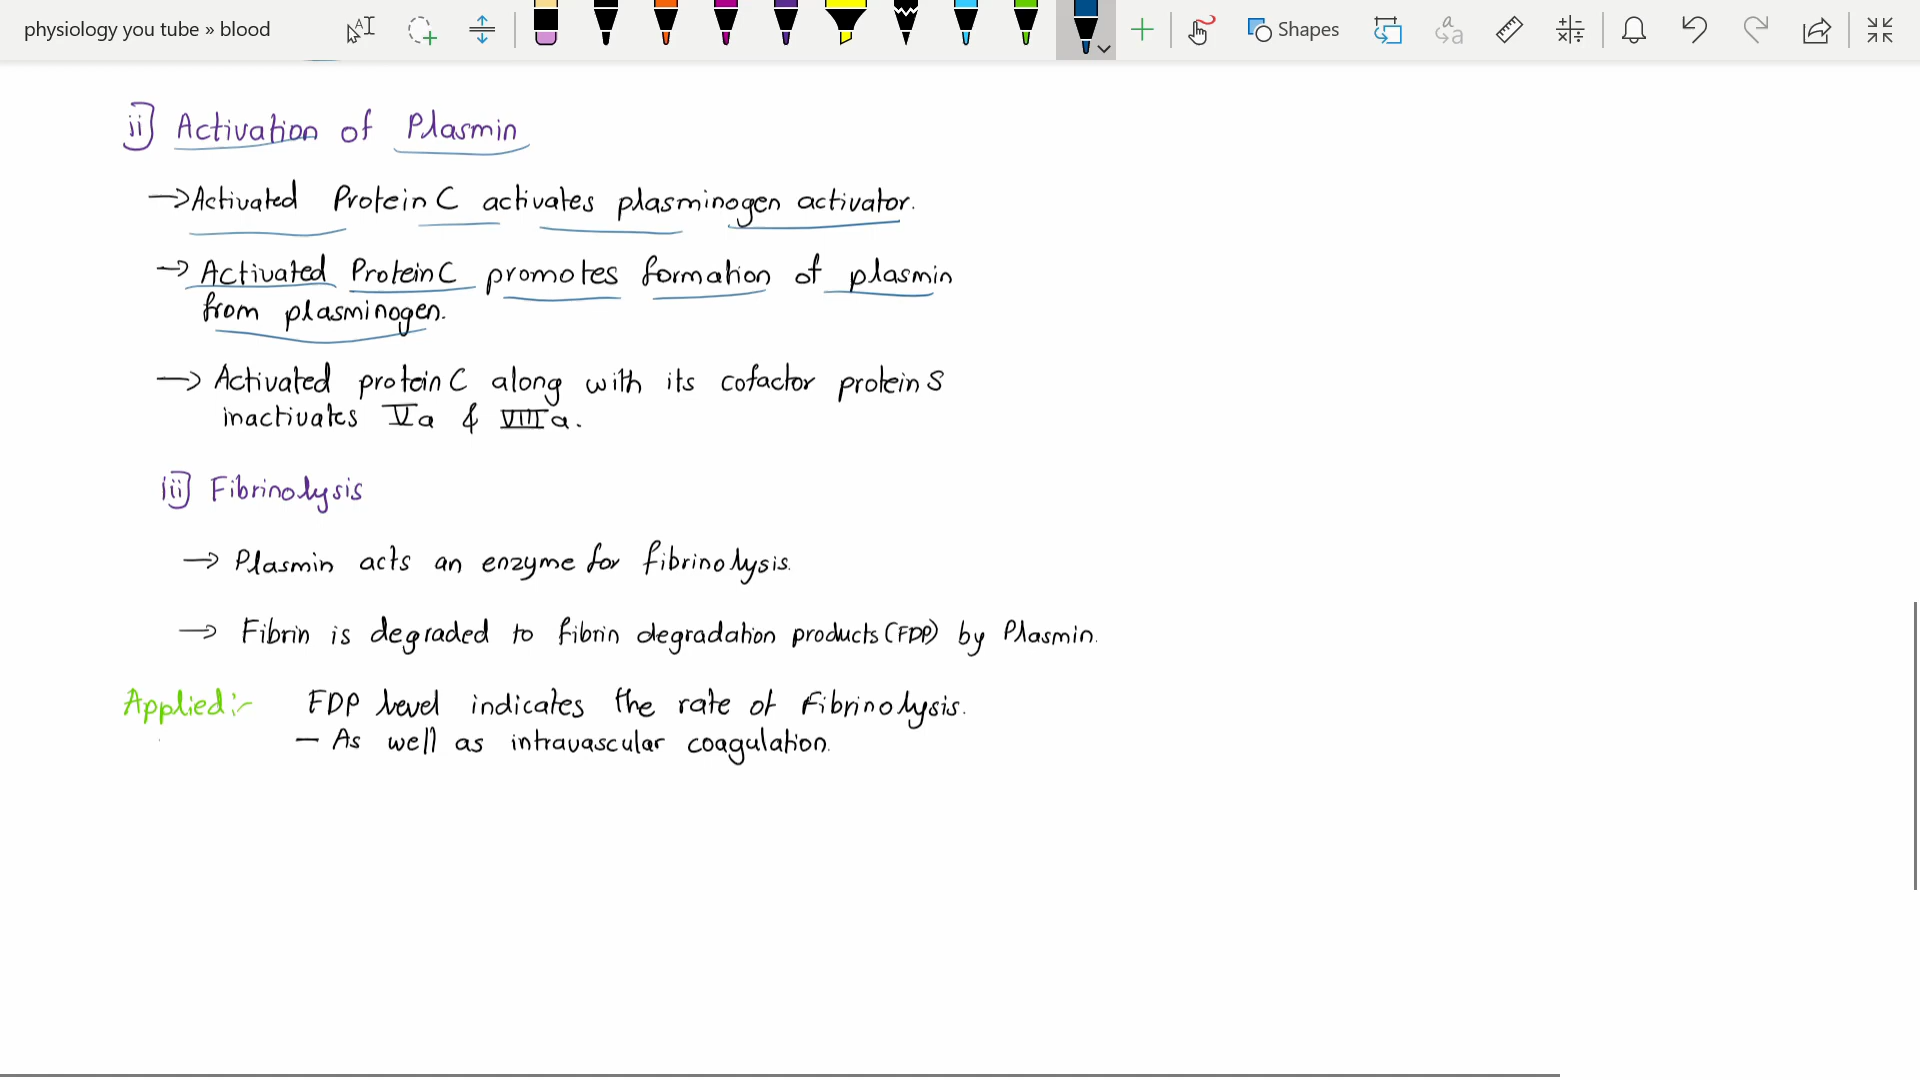 physiology you tube » blood
Shapes
ii] Activation of Plasmin
→ Activated Protein C activates plasminogen activator.
→ Activated Protein C promotes formation of plasmin
from plasminogen.
→ Activated protein C along with its cofactor protein S
inactivates Va & VIIIa.
iii] Fibrinolysis
→ Plasmin acts an enzyme for fibrinolysis.
→ Fibrin is degraded to fibrin degradation products (FDP) by Plasmin.
Applied:- FDP level indicates the rate of Fibrinolysis.
– As well as intravascular coagulation.